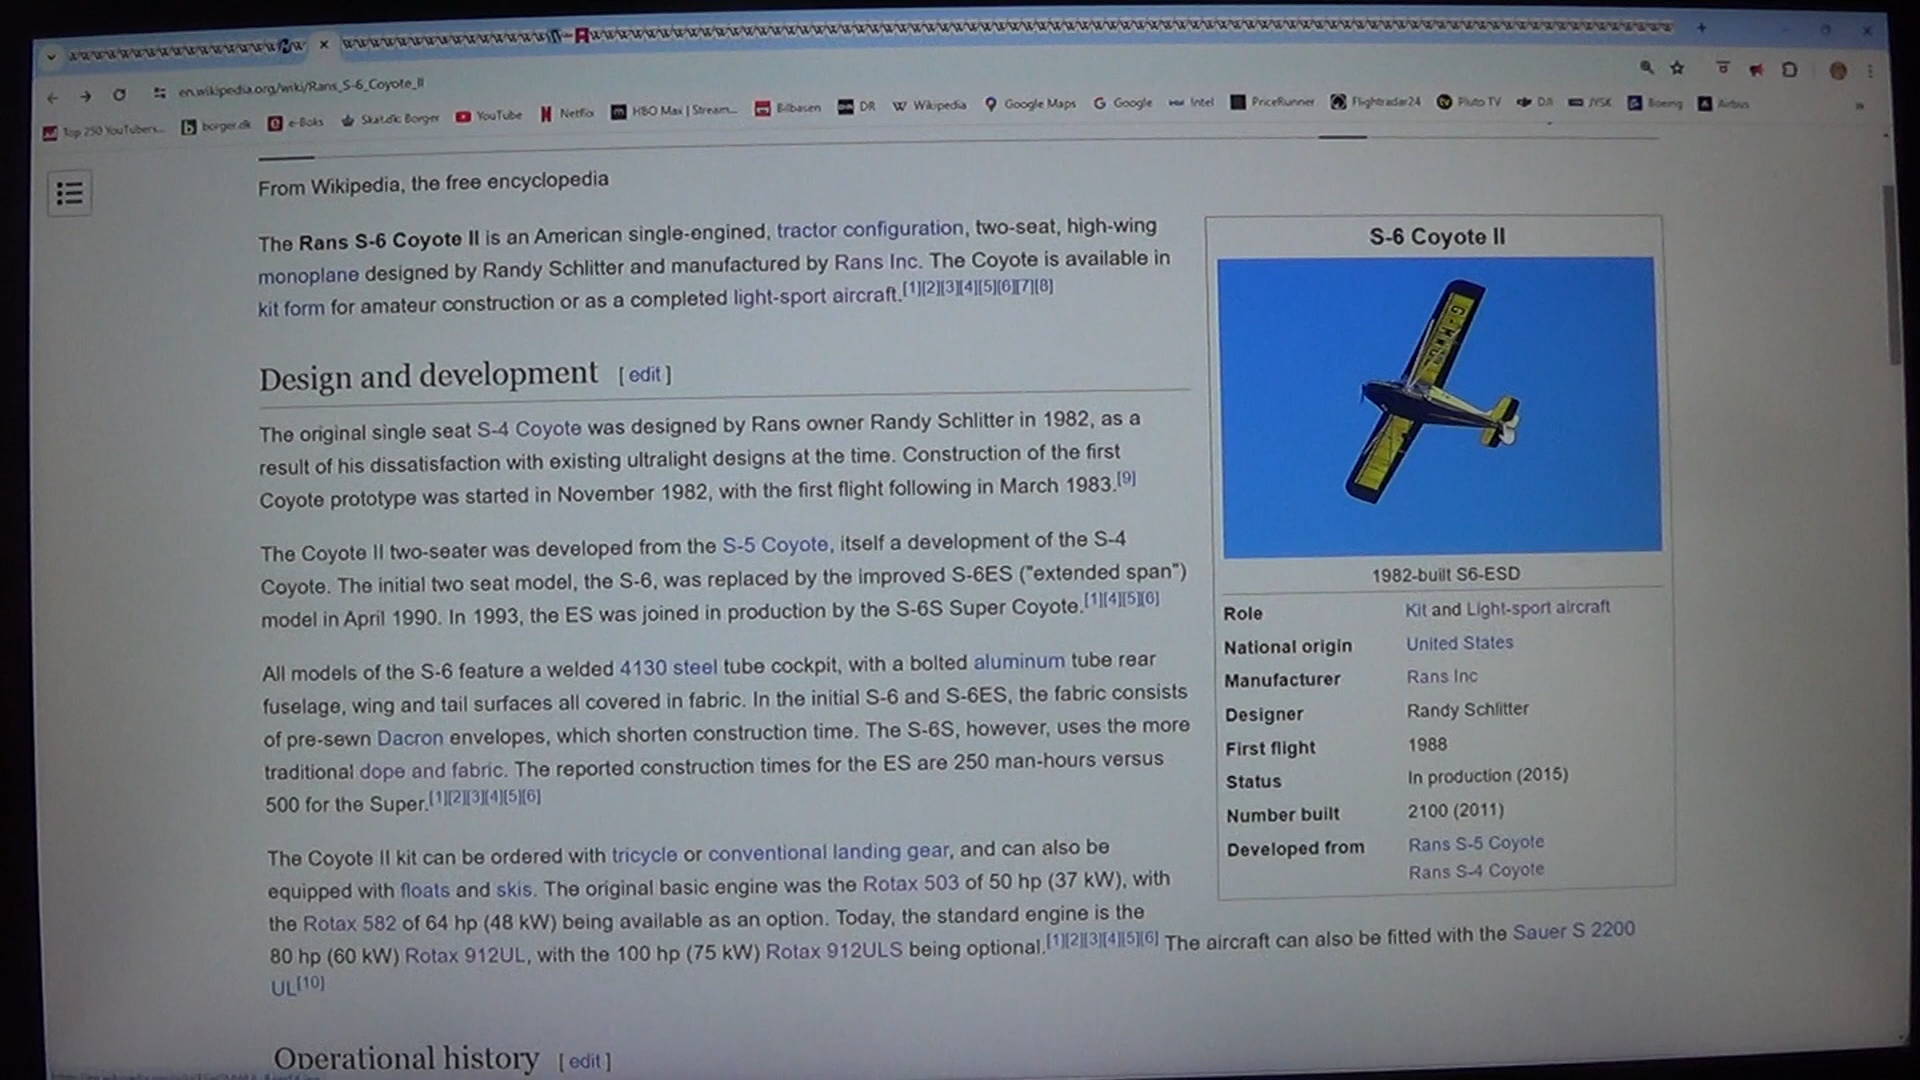 en.wikipedia.org/wiki/Rans_S-6_Coyote_II
Top 250 YouTubers... borger.dk e-Boks Skat.dk: Borger YouTube Netflix HBO Max | Stream... Bilbasen DR Wikipedia Google Maps Google Intel PriceRunner Flightradar24 Pluto TV DJI JYSK Boeing Airbus
From Wikipedia, the free encyclopedia
The Rans S-6 Coyote II is an American single-engined, tractor configuration, two-seat, high-wing
monoplane designed by Randy Schlitter and manufactured by Rans Inc. The Coyote is available in
kit form for amateur construction or as a completed light-sport aircraft.[1][2][3][4][5][6][7][8]
Design and development [ edit ]
The original single seat S-4 Coyote was designed by Rans owner Randy Schlitter in 1982, as a
result of his dissatisfaction with existing ultralight designs at the time. Construction of the first
Coyote prototype was started in November 1982, with the first flight following in March 1983.[9]
The Coyote II two-seater was developed from the S-5 Coyote, itself a development of the S-4
Coyote. The initial two seat model, the S-6, was replaced by the improved S-6ES ("extended span")
model in April 1990. In 1993, the ES was joined in production by the S-6S Super Coyote.[1][4][5][6]
All models of the S-6 feature a welded 4130 steel tube cockpit, with a bolted aluminum tube rear
fuselage, wing and tail surfaces all covered in fabric. In the initial S-6 and S-6ES, the fabric consists
of pre-sewn Dacron envelopes, which shorten construction time. The S-6S, however, uses the more
traditional dope and fabric. The reported construction times for the ES are 250 man-hours versus
500 for the Super.[1][2][3][4][5][6]
The Coyote II kit can be ordered with tricycle or conventional landing gear, and can also be
equipped with floats and skis. The original basic engine was the Rotax 503 of 50 hp (37 kW), with
the Rotax 582 of 64 hp (48 kW) being available as an option. Today, the standard engine is the
80 hp (60 kW) Rotax 912UL, with the 100 hp (75 kW) Rotax 912ULS being optional.[1][2][3][4][5][6] The aircraft can also be fitted with the Sauer S 2200
UL[10]
Operational history [ edit ]
S-6 Coyote II
1982-built S6-ESD
Role Kit and Light-sport aircraft
National origin United States
Manufacturer Rans Inc
Designer Randy Schlitter
First flight 1988
Status In production (2015)
Number built 2100 (2011)
Developed from Rans S-5 Coyote
Rans S-4 Coyote